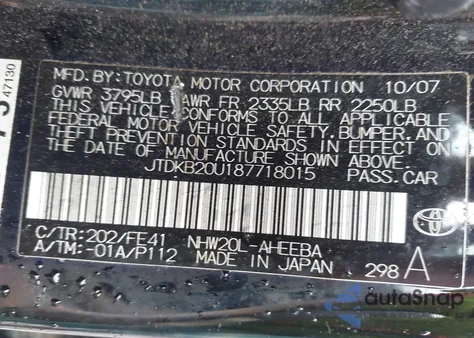 MFD.BY:TOYOTA MOTOR CORPORATION 10/07
GVWR 3795LB GAWR FR 2335LB RR 2250LB
THIS VEHICLE CONFORMS TO ALL APPLICABLE
FEDERAL MOTOR VEHICLE SAFETY, BUMPER, AND
THEFT PREVENTION STANDARDS IN EFFECT ON
THE DATE OF MANUFACTURE SHOWN ABOVE.
JTDKB20U187718015 PASS.CAR
C/TR:202/FE41 NHW20L-AHEEBA
A/TM:-01A/P112 MADE IN JAPAN 298 A
TOYOTA
47130
autoSnap